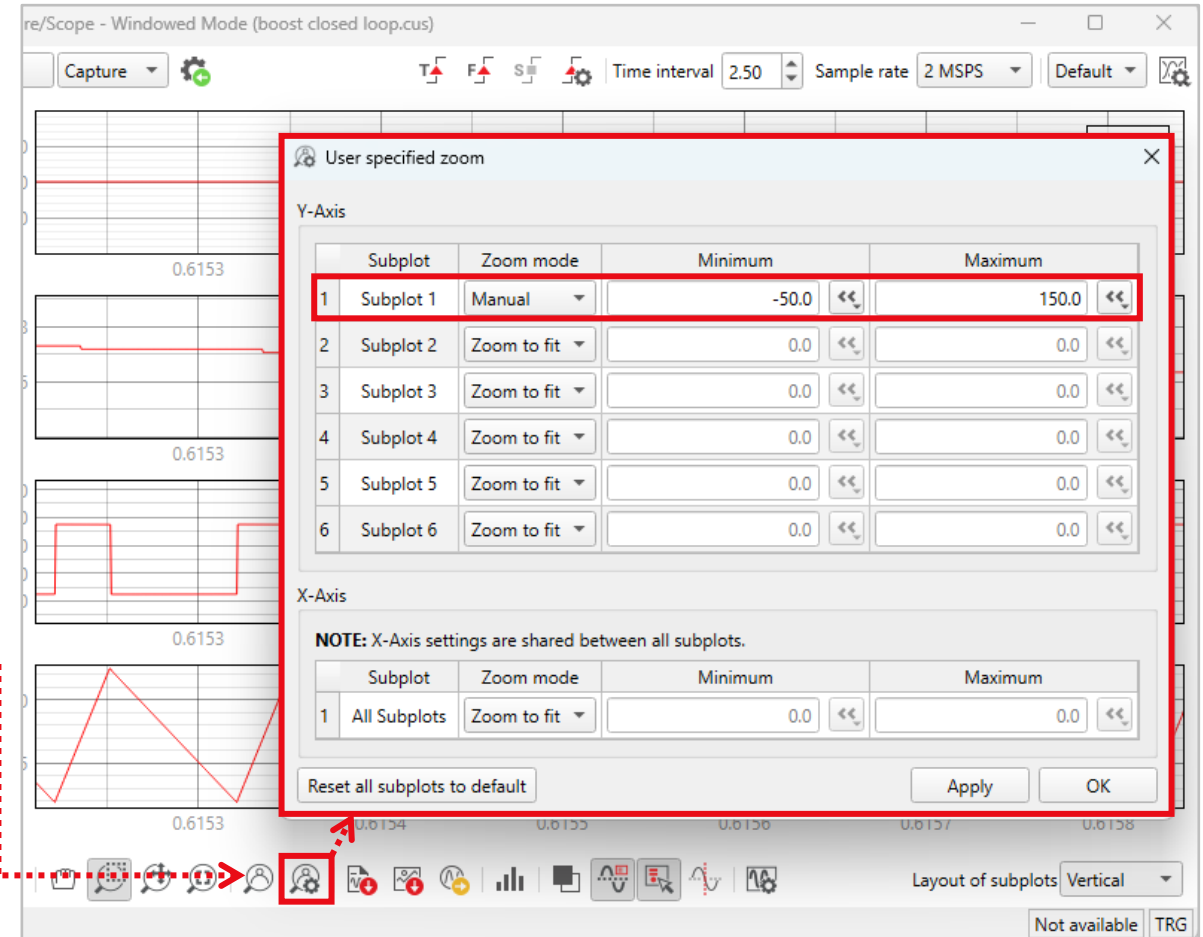 re/Scope - Windowed Mode (boost closed loop.cus)
Capture
T F S Time interval 2.50 Sample rate 2 MSPS Default
User specified zoom
Y-Axis
Subplot Zoom mode Minimum Maximum
1 Subplot 1 Manual -50.0 150.0
2 Subplot 2 Zoom to fit 0.0 0.0
3 Subplot 3 Zoom to fit 0.0 0.0
4 Subplot 4 Zoom to fit 0.0 0.0
5 Subplot 5 Zoom to fit 0.0 0.0
6 Subplot 6 Zoom to fit 0.0 0.0
X-Axis
NOTE: X-Axis settings are shared between all subplots.
Subplot Zoom mode Minimum Maximum
1 All Subplots Zoom to fit 0.0 0.0
Reset all subplots to default Apply OK
0.6153
0.6153
0.6153
0.6153 0.6154 0.6155 0.6156 0.6157 0.6158
Layout of subplots Vertical
Not available TRG